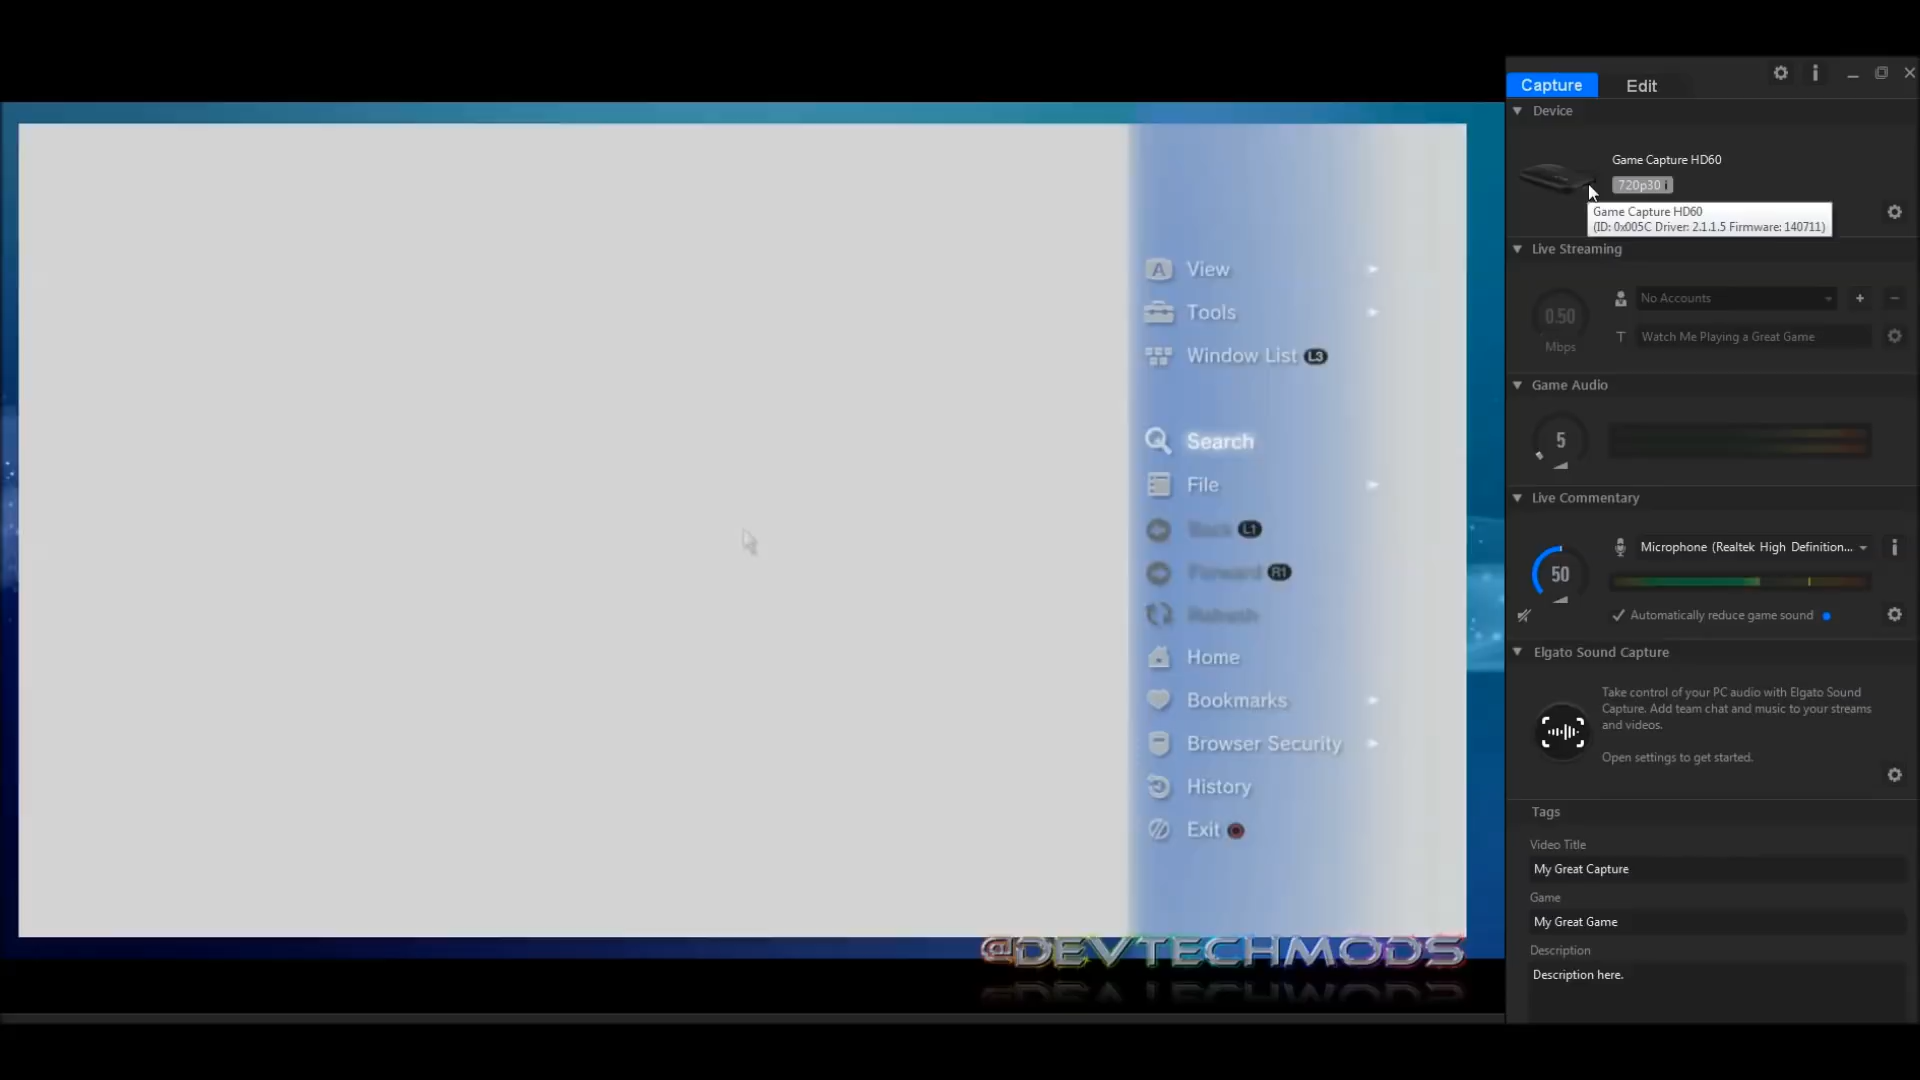 Capture
Edit
Device
Game Capture HD60
720p30
Game Capture HD60
(ID: 0x005C Driver: 2.1.1.5 Firmware: 140711)
Live Streaming
0.50
Mbps
No Accounts
T Watch Me Playing a Great Game
Game Audio
5
Live Commentary
50
Microphone (Realtek High Definition...
Automatically reduce game sound
Elgato Sound Capture
Take control of your PC audio with Elgato Sound
Capture. Add team chat and music to your streams
and videos.
Open settings to get started.
Tags
Video Title
My Great Capture
Game
My Great Game
Description
Description here.
A View
Tools
Window List L3
Search
File
Back L1
Forward R1
Refresh
Home
Bookmarks
Browser Security
History
Exit
@DEVTECHMODS